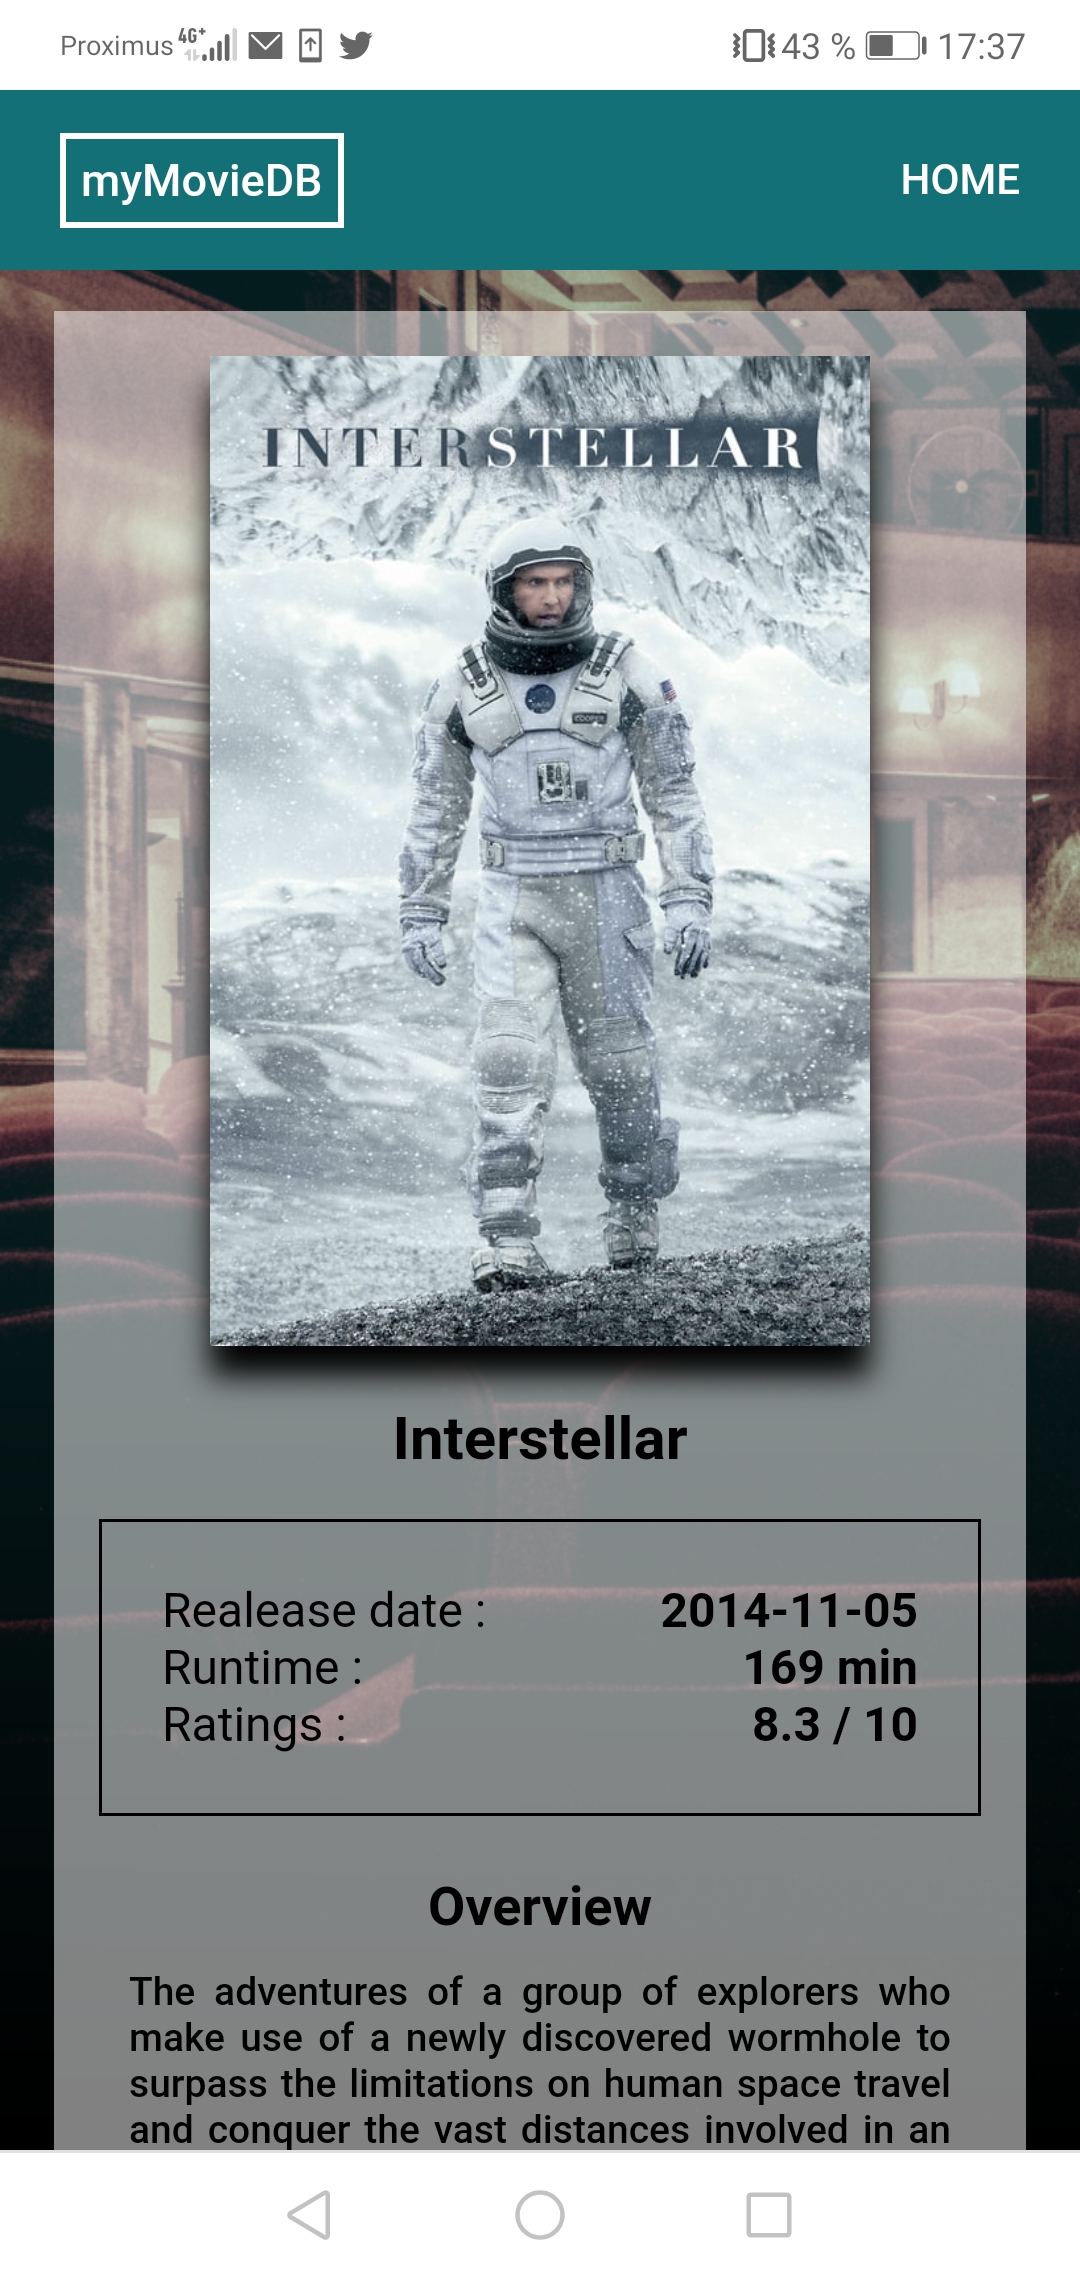 Proximus 4G+ 43 % 17:37
myMovieDB HOME
INTERSTELLAR
COOPER
Interstellar
Realease date : 2014-11-05
Runtime : 169 min
Ratings : 8.3 / 10
Overview
The adventures of a group of explorers who
make use of a newly discovered wormhole to
surpass the limitations on human space travel
and conquer the vast distances involved in an